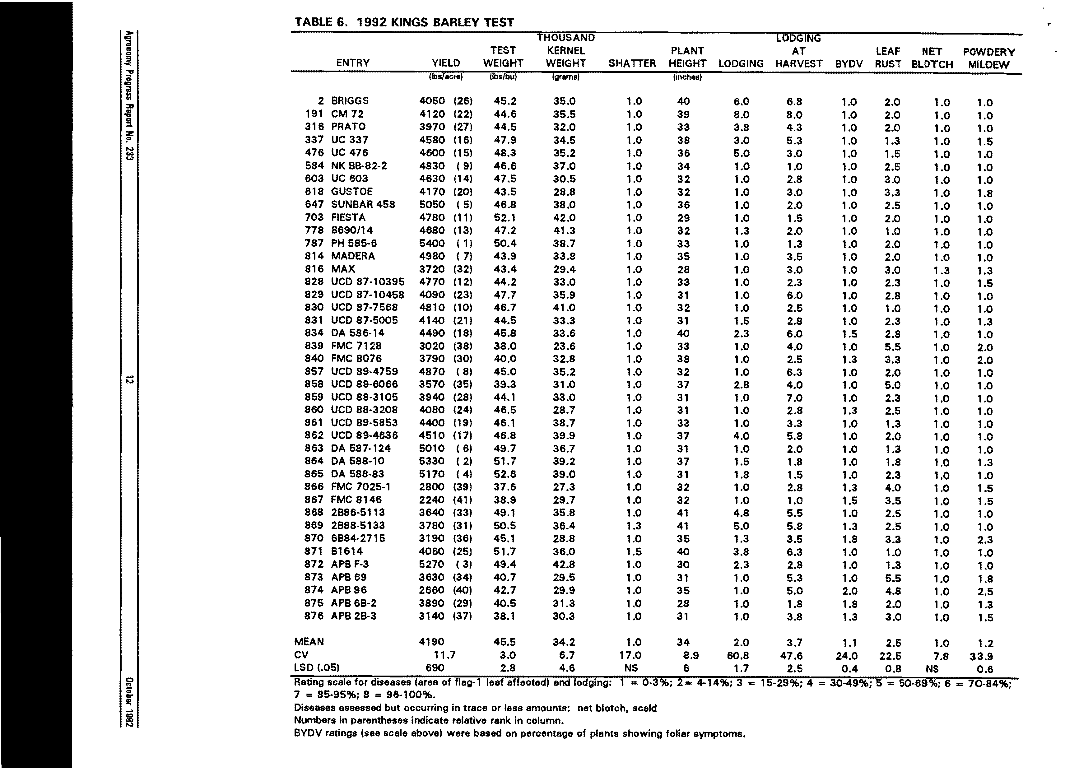 TABLE 6. 1992 KINGS BARLEY TEST
THOUSAND LODGING
TEST KERNEL PLANT AT LEAF NET POWDERY
ENTRY YIELD WEIGHT WEIGHT SHATTER HEIGHT LODGING HARVEST BYDV RUST BLOTCH MILDEW
(lbs/acre) (lbs/bu) (grams) (inches)
2 BRIGGS 4050 (26) 45.2 35.0 1.0 40 6.0 6.8 1.0 2.0 1.0 1.0
191 CM 72 4120 (22) 44.6 35.5 1.0 39 8.0 8.0 1.0 2.0 1.0 1.0
316 PRATO 3970 (27) 44.5 32.0 1.0 33 3.8 4.3 1.0 2.0 1.0 1.0
337 UC 337 4580 (16) 47.9 34.5 1.0 38 3.0 5.3 1.0 1.3 1.0 1.5
476 UC 476 4600 (15) 48.3 35.2 1.0 36 5.0 3.0 1.0 1.5 1.0 1.0
584 NK BB-82-2 4830 ( 9) 46.6 37.0 1.0 34 1.0 1.0 1.0 2.5 1.0 1.0
603 UC 603 4630 (14) 47.5 30.5 1.0 32 1.0 2.8 1.0 3.0 1.0 1.0
618 GUSTOE 4170 (20) 43.5 28.8 1.0 32 1.0 3.0 1.0 3.3 1.0 1.8
647 SUNBAR 458 5050 ( 5) 46.8 38.0 1.0 36 1.0 2.0 1.0 2.5 1.0 1.0
703 FIESTA 4780 (11) 52.1 42.0 1.0 29 1.0 1.5 1.0 2.0 1.0 1.0
778 8690/14 4680 (13) 47.2 41.3 1.0 32 1.3 2.0 1.0 1.0 1.0 1.0
787 PH 585-6 5400 ( 1) 50.4 38.7 1.0 33 1.0 1.3 1.0 2.0 1.0 1.0
814 MADERA 4980 ( 7) 43.9 33.8 1.0 35 1.0 3.5 1.0 2.0 1.0 1.0
816 MAX 3720 (32) 43.4 29.4 1.0 28 1.0 3.0 1.0 3.0 1.3 1.3
828 UCD 87-10395 4770 (12) 44.2 33.0 1.0 33 1.0 2.3 1.0 2.3 1.0 1.5
829 UCD 87-10458 4090 (23) 47.7 35.9 1.0 31 1.0 6.0 1.0 2.8 1.0 1.0
830 UCD 87-7568 4810 (10) 46.7 41.0 1.0 32 1.0 2.5 1.0 1.0 1.0 1.0
831 UCD 87-5005 4140 (21) 44.5 33.3 1.0 31 1.5 2.8 1.0 2.3 1.0 1.3
834 DA 586-14 4490 (18) 45.8 33.6 1.0 40 2.3 6.0 1.5 2.8 1.0 1.0
839 FMC 7128 3020 (38) 38.0 23.6 1.0 33 1.0 4.0 1.0 5.5 1.0 2.0
840 FMC 8076 3790 (30) 40.0 32.8 1.0 38 1.0 2.5 1.3 3.3 1.0 2.0
857 UCD 89-4759 4870 ( 8) 45.0 35.2 1.0 32 1.0 6.3 1.0 2.0 1.0 1.0
858 UCD 89-6066 3570 (35) 39.3 31.0 1.0 37 2.8 4.0 1.0 5.0 1.0 1.0
859 UCD 88-3105 3940 (28) 44.1 33.0 1.0 31 1.0 7.0 1.0 2.3 1.0 1.0
860 UCD 88-3208 4080 (24) 46.5 28.7 1.0 31 1.0 2.8 1.3 2.5 1.0 1.0
861 UCD 89-5853 4400 (19) 46.1 38.7 1.0 33 1.0 3.3 1.0 1.3 1.0 1.0
862 UCD 89-4636 4510 (17) 46.8 39.9 1.0 37 4.0 5.8 1.0 2.0 1.0 1.0
863 DA 587-124 5010 ( 6) 49.7 36.7 1.0 31 1.0 2.0 1.0 1.3 1.0 1.0
864 DA 588-10 5330 ( 2) 51.7 39.2 1.0 37 1.5 1.8 1.0 1.8 1.0 1.3
865 DA 588-83 5170 ( 4) 52.6 39.0 1.0 31 1.8 1.5 1.0 2.3 1.0 1.0
866 FMC 7025-1 2800 (39) 37.6 27.3 1.0 32 1.0 2.8 1.3 4.0 1.0 1.5
867 FMC 8146 2240 (41) 38.9 29.7 1.0 32 1.0 1.0 1.5 3.5 1.0 1.5
868 2B86-5113 3640 (33) 49.1 35.8 1.0 41 4.8 5.5 1.0 2.5 1.0 1.0
869 2B88-5133 3780 (31) 50.5 36.4 1.3 41 5.0 5.8 1.3 2.5 1.0 1.0
870 6B84-2715 3190 (36) 45.1 28.8 1.0 35 1.3 3.5 1.8 3.3 1.0 2.3
871 B1614 4060 (25) 51.7 36.0 1.5 40 3.8 6.3 1.0 1.0 1.0 1.0
872 APB F-3 5270 ( 3) 49.4 42.8 1.0 30 2.3 2.8 1.0 1.3 1.0 1.0
873 APB 69 3630 (34) 40.7 29.5 1.0 31 1.0 5.3 1.0 5.5 1.0 1.8
874 APB 96 2660 (40) 42.7 29.9 1.0 35 1.0 5.0 2.0 4.8 1.0 2.5
875 APB 6B-2 3890 (29) 40.5 31.3 1.0 28 1.0 1.8 1.8 2.0 1.0 1.3
876 APB 2B-3 3140 (37) 38.1 30.3 1.0 31 1.0 3.8 1.3 3.0 1.0 1.5
MEAN 4190 45.5 34.2 1.0 34 2.0 3.7 1.1 2.5 1.0 1.2
CV 11.7 3.0 6.7 17.0 8.9 60.8 47.6 24.0 22.5 7.8 33.9
LSD (.05) 690 2.8 4.6 NS 6 1.7 2.5 0.4 0.8 NS 0.6
Rating scale for diseases (area of flag-1 leaf affected) and lodging: 1 = 0-3%; 2 = 4-14%; 3 = 15-29%; 4 = 30-49%; 5 = 50-69%; 6 = 70-84%;
7 = 85-95%; 8 = 96-100%.
Diseases assessed but occurring in trace or less amounts: net blotch, scald
Numbers in parentheses indicate relative rank in column.
BYDV ratings (see scale above) were based on percentage of plants showing foliar symptoms.
Agronomy Progress Report No. 233
12
October 1992